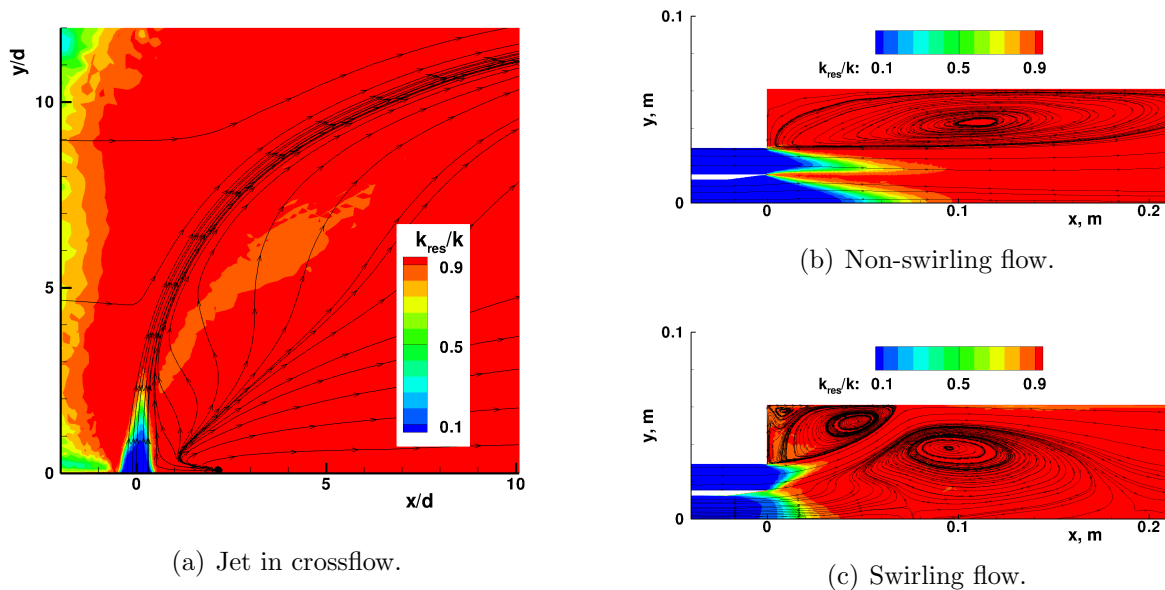 y/d
10
5
0
0
5
10
x/d
k_res/k
0.9
0.5
0.1
(a) Jet in crossflow.
0.1
y, m
0
k_res/k:
0.1
0.5
0.9
0
0.1
0.2
x, m
(b) Non-swirling flow.
0.1
y, m
0
k_res/k:
0.1
0.5
0.9
0
0.1
0.2
x, m
(c) Swirling flow.